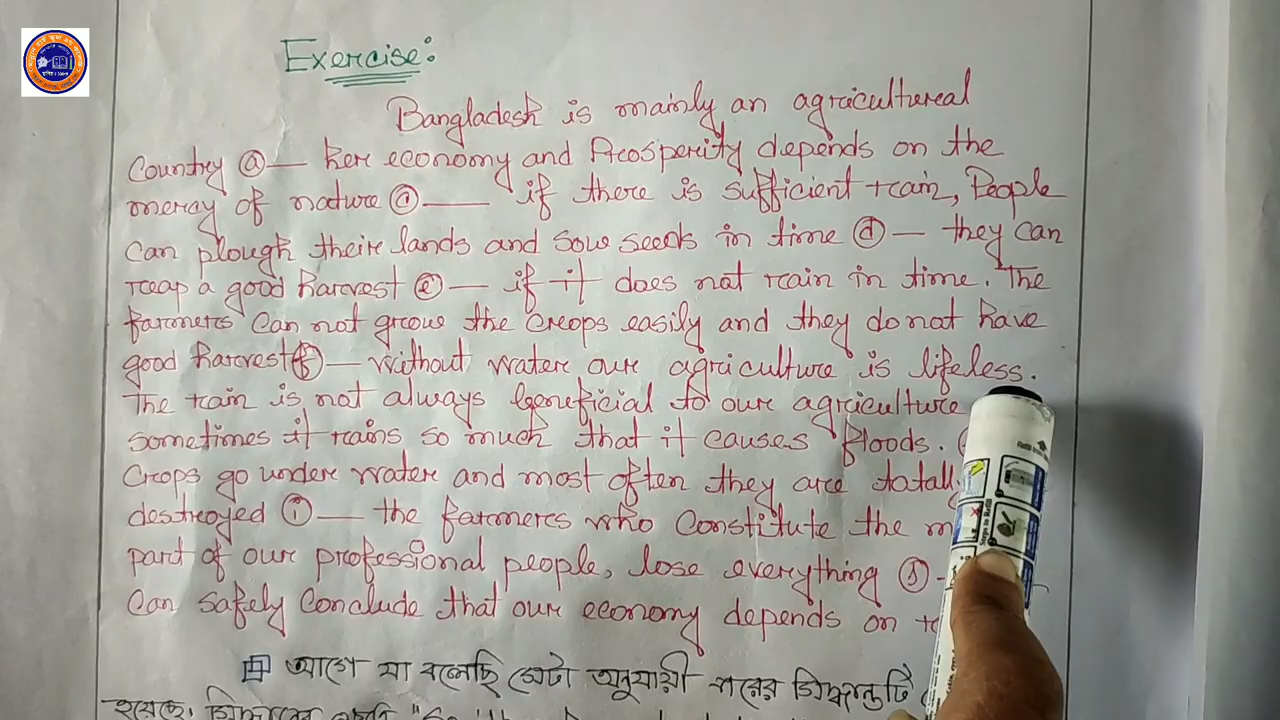 Exercise:
Bangladesh is mainly an agricultural
Country ⓐ — her economy and Prosperity depends on the
mercy of nature ⓒ — if there is sufficient rain, People
can plough their lands and sow seeds in time ⓓ — they can
reap a good harvest ⓔ — if it does not rain in time. The
farmers can not grow the crops easily and they do not have
good harvest ⓕ — without water our agriculture is lifeless.
The rain is not always beneficial to our agriculture
sometimes it rains so much that it causes floods.
Crops go under water and most often they are totally
destroyed ⓘ — the farmers who constitute the
part of our professional people, lose everything ⓙ —
can safely conclude that our economy depends on
আগে যা বলেছি সেটা অনুযায়ী পরের সিদ্ধান্তটি
হয়েছে।